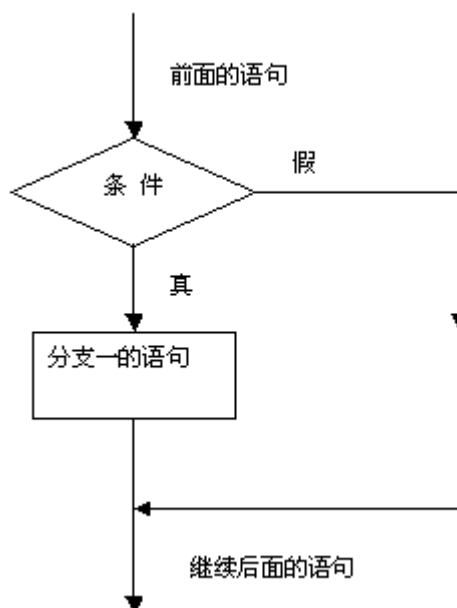 前面的语句
条 件
假
真
分支一的语句
继续后面的语句